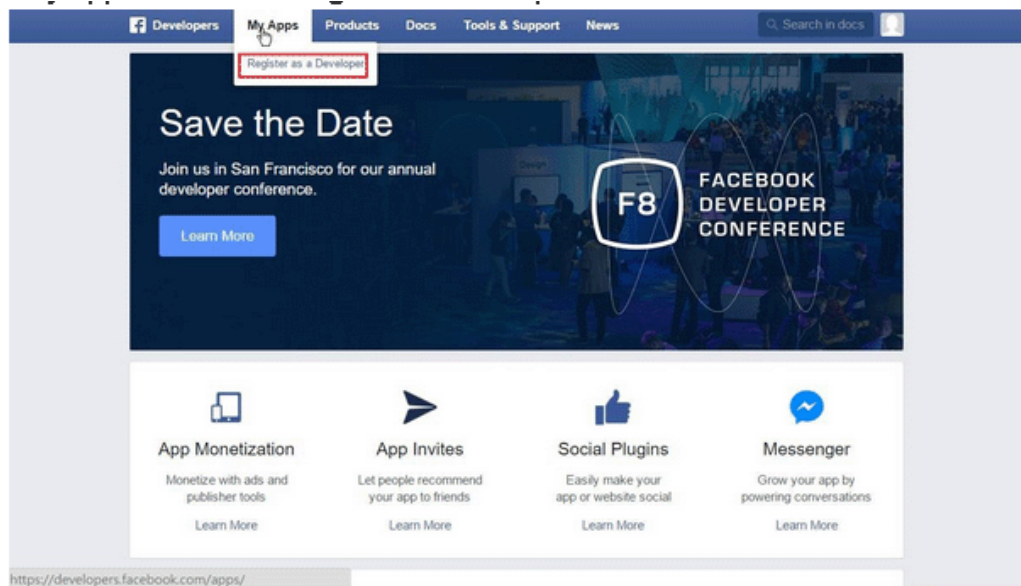 Developers My Apps Products Docs Tools & Support News Search in docs
Register as a Developer
Save the Date
Join us in San Francisco for our annual
developer conference.
Learn More
Design
F8
FACEBOOK
DEVELOPER
CONFERENCE
App Monetization
Monetize with ads and
publisher tools
Learn More
App Invites
Let people recommend
your app to friends
Learn More
Social Plugins
Easily make your
app or website social
Learn More
Messenger
Grow your app by
powering conversations
Learn More
https://developers.facebook.com/apps/